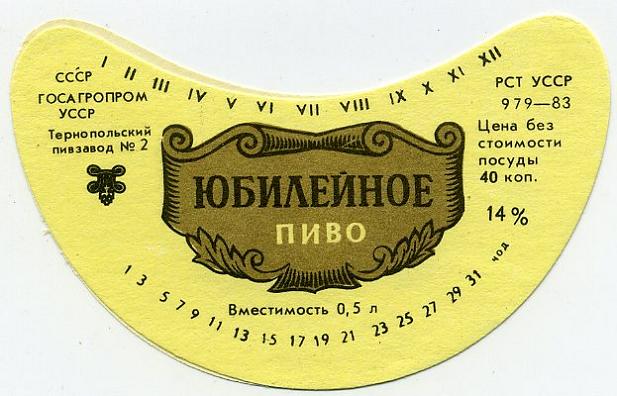 I II III IV V VI VII VIII IX X XI XII
СССР
ГОСАГРОПРОМ
УССР
Тернопольский
пивзавод № 2
РСТ УССР
979—83
Цена без
стоимости
посуды
40 коп.
14%
ЮБИЛЕЙНОЕ
ПИВО
Вместимость 0,5 л
1 3 5 7 9 11 13 15 17 19 21 23 25 27 29 31